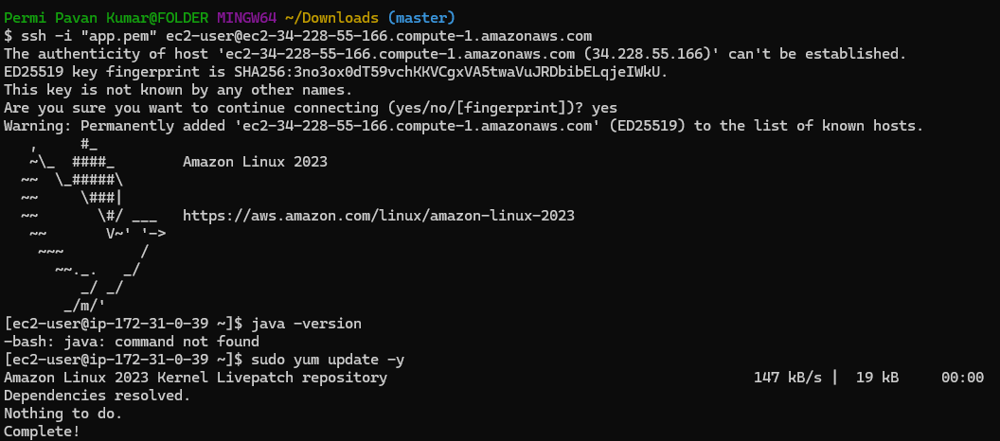 Permi Pavan Kumar@FOLDER MINGW64 ~/Downloads (master)
$ ssh -i "app.pem" ec2-user@ec2-34-228-55-166.compute-1.amazonaws.com
The authenticity of host 'ec2-34-228-55-166.compute-1.amazonaws.com (34.228.55.166)' can't be established.
ED25519 key fingerprint is SHA256:3no3ox0dT59vchKKVCgxVA5twaVuJRDbibELqjeIWkU.
This key is not known by any other names.
Are you sure you want to continue connecting (yes/no/[fingerprint])? yes
Warning: Permanently added 'ec2-34-228-55-166.compute-1.amazonaws.com' (ED25519) to the list of known hosts.
   ,     #_
   ~\_  ####_        Amazon Linux 2023
  ~~  \_#####\
  ~~     \###|
  ~~       \#/ ___   https://aws.amazon.com/linux/amazon-linux-2023
   ~~       V~' '->
    ~~~         /
      ~~._.   _/
         _/ _/
       _/m/'
[ec2-user@ip-172-31-0-39 ~]$ java -version
-bash: java: command not found
[ec2-user@ip-172-31-0-39 ~]$ sudo yum update -y
Amazon Linux 2023 Kernel Livepatch repository                                           147 kB/s |  19 kB     00:00
Dependencies resolved.
Nothing to do.
Complete!